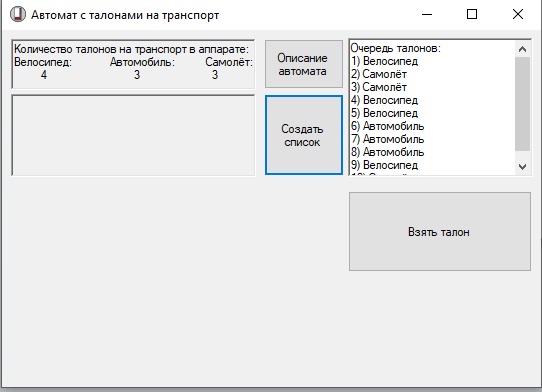 Автомат с талонами на транспорт
Количество талонов на транспорт в аппарате:
Велосипед: Автомобиль: Самолёт:
4 3 3
Описание
автомата
Создать
список
Очередь талонов:
1) Велосипед
2) Самолёт
3) Самолёт
4) Велосипед
5) Велосипед
6) Автомобиль
7) Автомобиль
8) Автомобиль
9) Велосипед
Взять талон